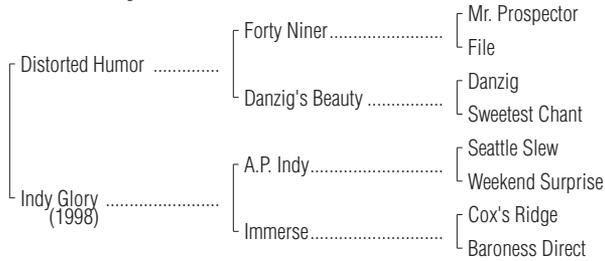 Mr. Prospector
Forty Niner
File
Distorted Humor
Danzig
Danzig's Beauty
Sweetest Chant
Seattle Slew
A.P. Indy
Weekend Surprise
Indy Glory
(1998)
Cox's Ridge
Immerse
Baroness Direct